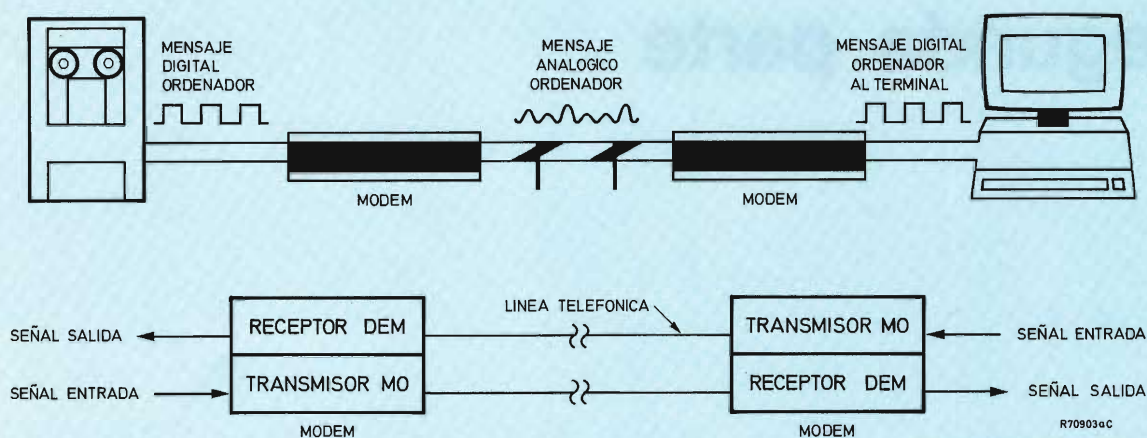 MENSAJE
DIGITAL
ORDENADOR
MENSAJE
ANALOGICO
ORDENADOR
MENSAJE DIGITAL
ORDENADOR
AL TERMINAL
MODEM
MODEM
SEÑAL SALIDA
RECEPTOR DEM
LINEA TELEFONICA
TRANSMISOR MO
SEÑAL ENTRADA
SEÑAL ENTRADA
TRANSMISOR MO
RECEPTOR DEM
SEÑAL SALIDA
MODEM
MODEM
R70903aC